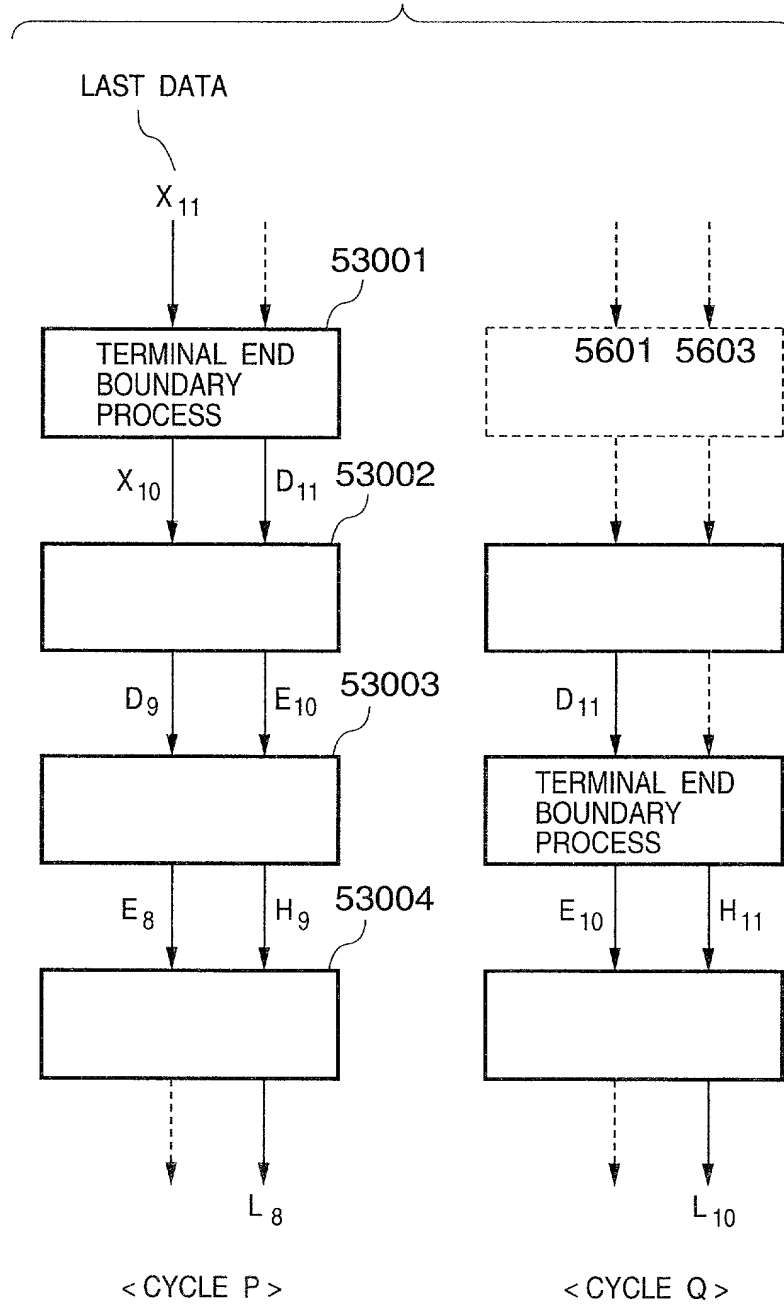 LAST DATA
X11
53001
TERMINAL END
BOUNDARY
PROCESS
5601 5603
X10 D11 53002
D9 E10 53003
D11
TERMINAL END
BOUNDARY
PROCESS
E8 H9 53004
E10 H11
L8
L10
< CYCLE P >
< CYCLE Q >